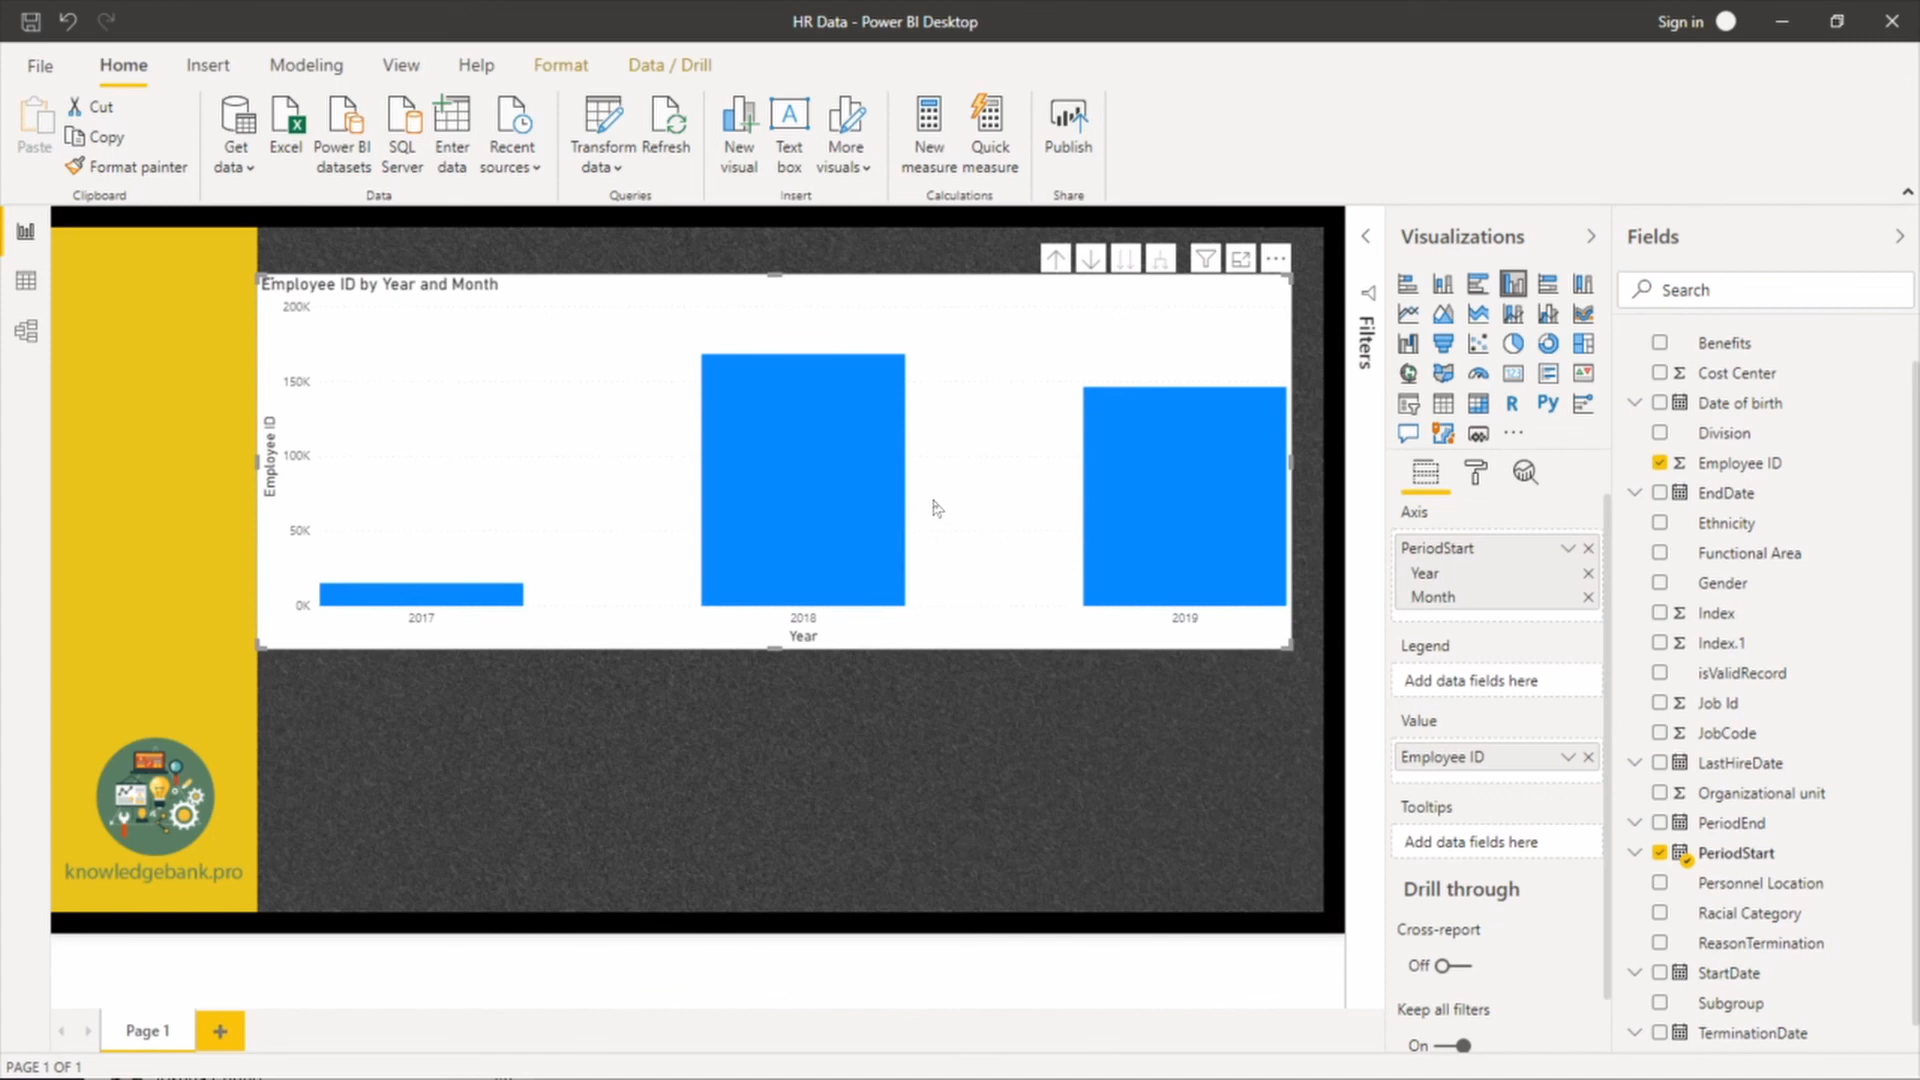 HR Data - Power BI Desktop
Sign in
File
Home
Insert
Modeling
View
Help
Format
Data / Drill
Paste
Cut
Copy
Format painter
Clipboard
Get data
Excel
Power BI datasets
SQL Server
Enter data
Recent sources
Data
Transform data
Refresh
Queries
New visual
A
Text box
More visuals
Insert
New measure
Quick measure
Calculations
Publish
Share
Employee ID by Year and Month
200K
150K
100K
50K
0K
Employee ID
2017
2018
2019
Year
knowledgebank.pro
Filters
Visualizations
R
Py
Axis
PeriodStart
Year
Month
Legend
Add data fields here
Value
Employee ID
Tooltips
Add data fields here
Drill through
Cross-report
Off
Keep all filters
On
Fields
Search
Benefits
Σ Cost Center
Date of birth
Division
Σ Employee ID
EndDate
Ethnicity
Functional Area
Gender
Σ Index
Σ Index.1
isValidRecord
Σ Job Id
Σ JobCode
LastHireDate
Σ Organizational unit
PeriodEnd
PeriodStart
Personnel Location
Racial Category
ReasonTermination
StartDate
Subgroup
TerminationDate
Page 1
PAGE 1 OF 1